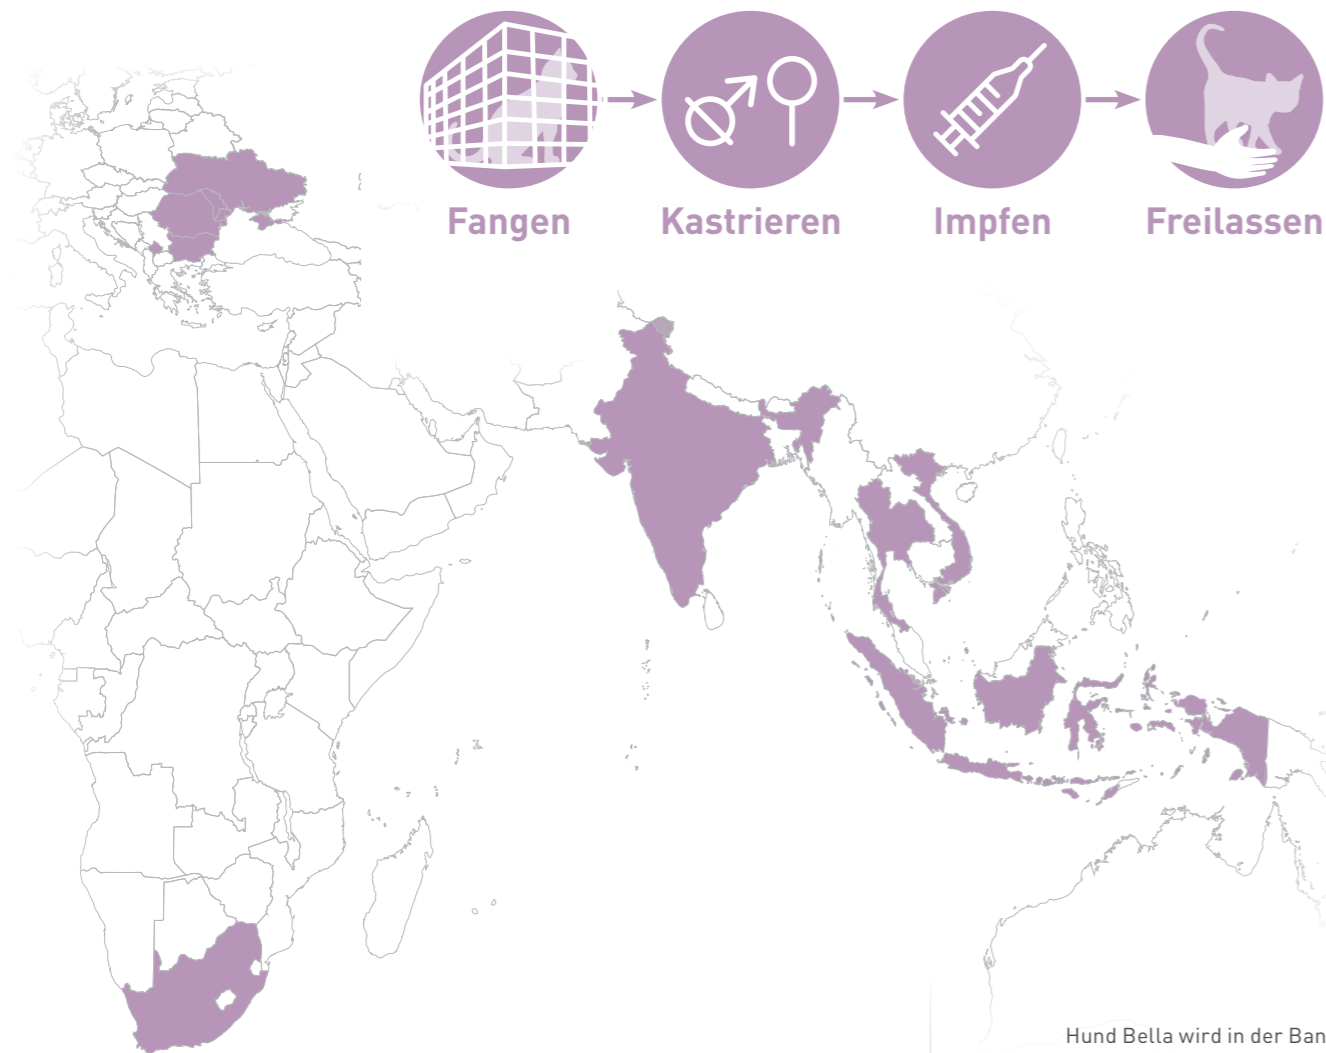 Fangen
Kastrieren
Impfen
Freilassen
Hund Bella wird in der Ban